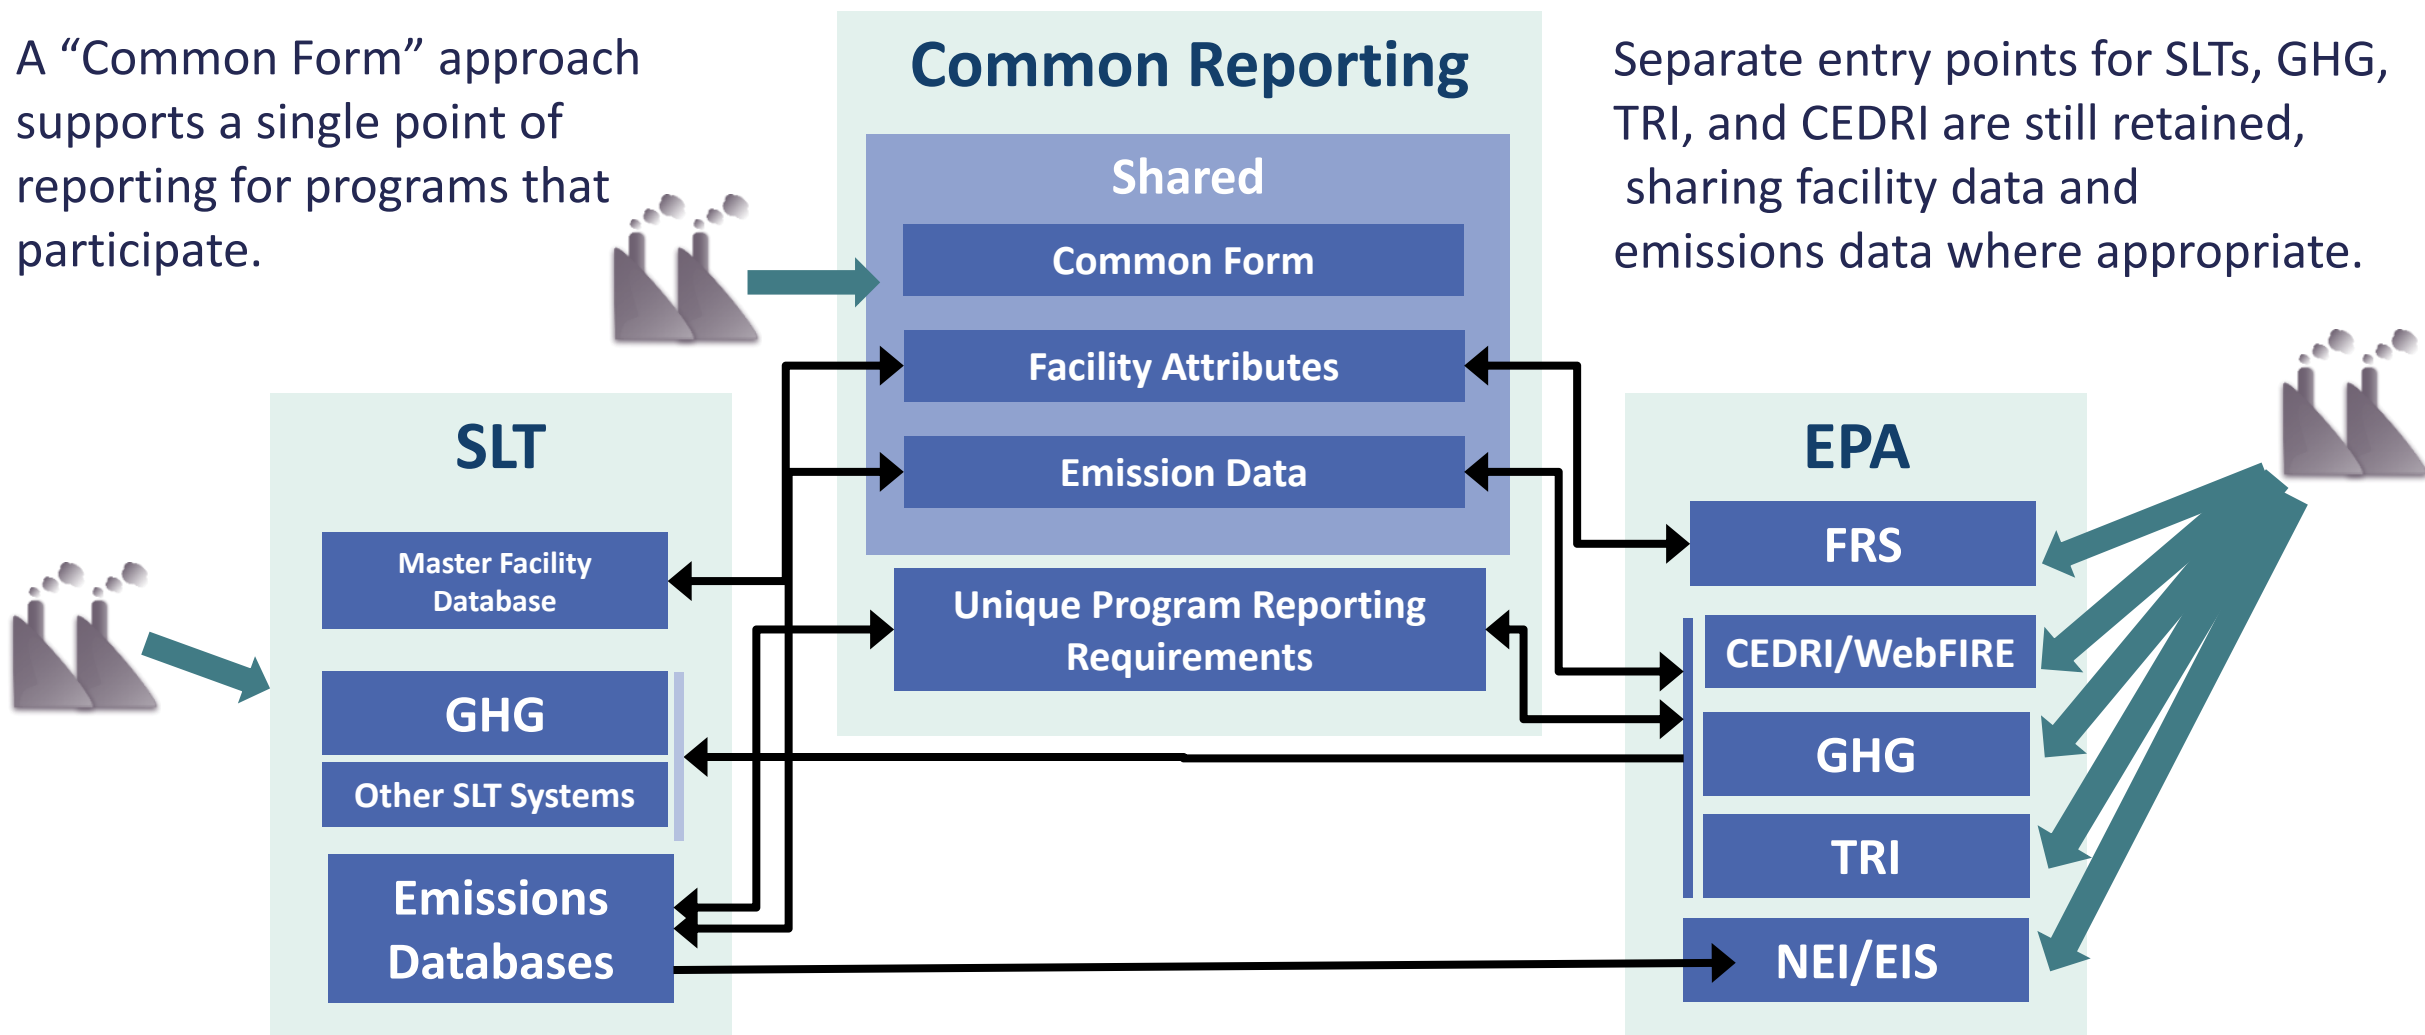 A “Common Form” approach
supports a single point of
reporting for programs that
participate.
Common Reporting
Shared
Common Form
Facility Attributes
Emission Data
Unique Program Reporting
Requirements
Separate entry points for SLTs, GHG,
TRI, and CEDRI are still retained,
sharing facility data and
emissions data where appropriate.
SLT
Master Facility
Database
GHG
Other SLT Systems
Emissions
Databases
EPA
FRS
CEDRI/WebFIRE
GHG
TRI
NEI/EIS